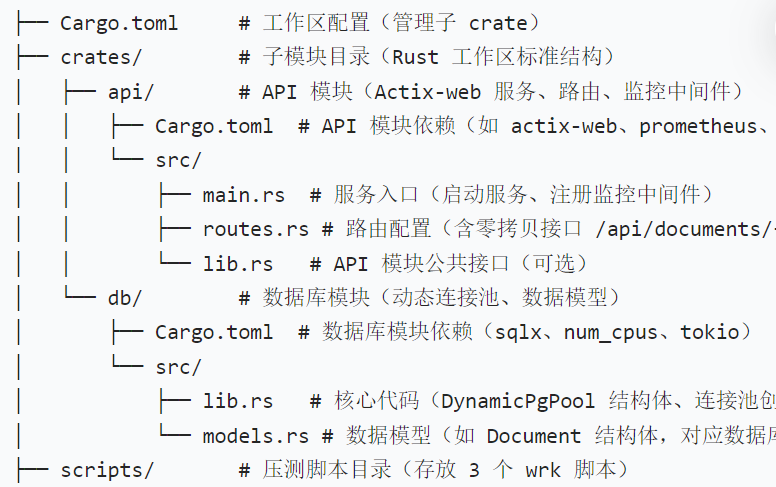 ├── Cargo.toml     # 工作区配置（管理子 crate）
├── crates/        # 子模块目录（Rust 工作区标准结构）
│   ├── api/       # API 模块（Actix-web 服务、路由、监控中间件）
│   │   ├── Cargo.toml  # API 模块依赖（如 actix-web、prometheus、
│   │   └── src/
│   │       ├── main.rs  # 服务入口（启动服务、注册监控中间件）
│   │       ├── routes.rs # 路由配置（含零拷贝接口 /api/documents/
│   │       └── lib.rs   # API 模块公共接口（可选）
│   └── db/        # 数据库模块（动态连接池、数据模型）
│       ├── Cargo.toml  # 数据库模块依赖（sqlx、num_cpus、tokio）
│       └── src/
│           ├── lib.rs   # 核心代码（DynamicPgPool 结构体、连接池创
│           └── models.rs # 数据模型（如 Document 结构体，对应数据库
├── scripts/       # 压测脚本目录（存放 3 个 wrk 脚本）